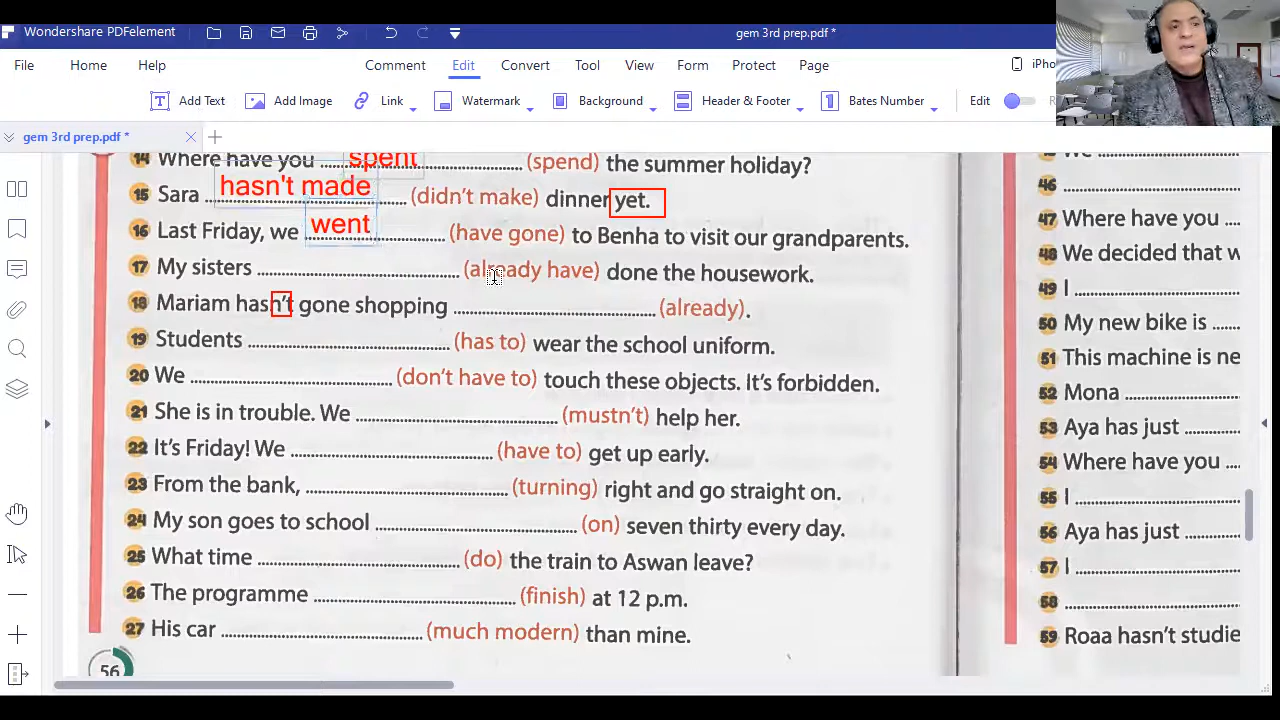 Wondershare PDFelement
gem 3rd prep.pdf *
File Home Help Comment Edit Convert Tool View Form Protect Page
Add Text Add Image Link Watermark Background Header & Footer Bates Number Edit
gem 3rd prep.pdf *
14 Where have you .......... spent .......... (spend) the summer holiday?
15 Sara .......... hasn't made .......... (didn't make) dinner yet.
16 Last Friday, we .......... went .......... (have gone) to Benha to visit our grandparents.
17 My sisters .......... (already have) done the housework.
18 Mariam hasn't gone shopping .......... (already).
19 Students .......... (has to) wear the school uniform.
20 We .......... (don't have to) touch these objects. It's forbidden.
21 She is in trouble. We .......... (mustn't) help her.
22 It's Friday! We .......... (have to) get up early.
23 From the bank, .......... (turning) right and go straight on.
24 My son goes to school .......... (on) seven thirty every day.
25 What time .......... (do) the train to Aswan leave?
26 The programme .......... (finish) at 12 p.m.
27 His car .......... (much modern) than mine.
56
46 ..........
47 Where have you ....
48 We decided that w
49 I ..........
50 My new bike is ......
51 This machine is ne
52 Mona ..........
53 Aya has just ..........
54 Where have you ....
55 I ..........
56 Aya has just ..........
57 I ..........
58 ..........
59 Roaa hasn't studie